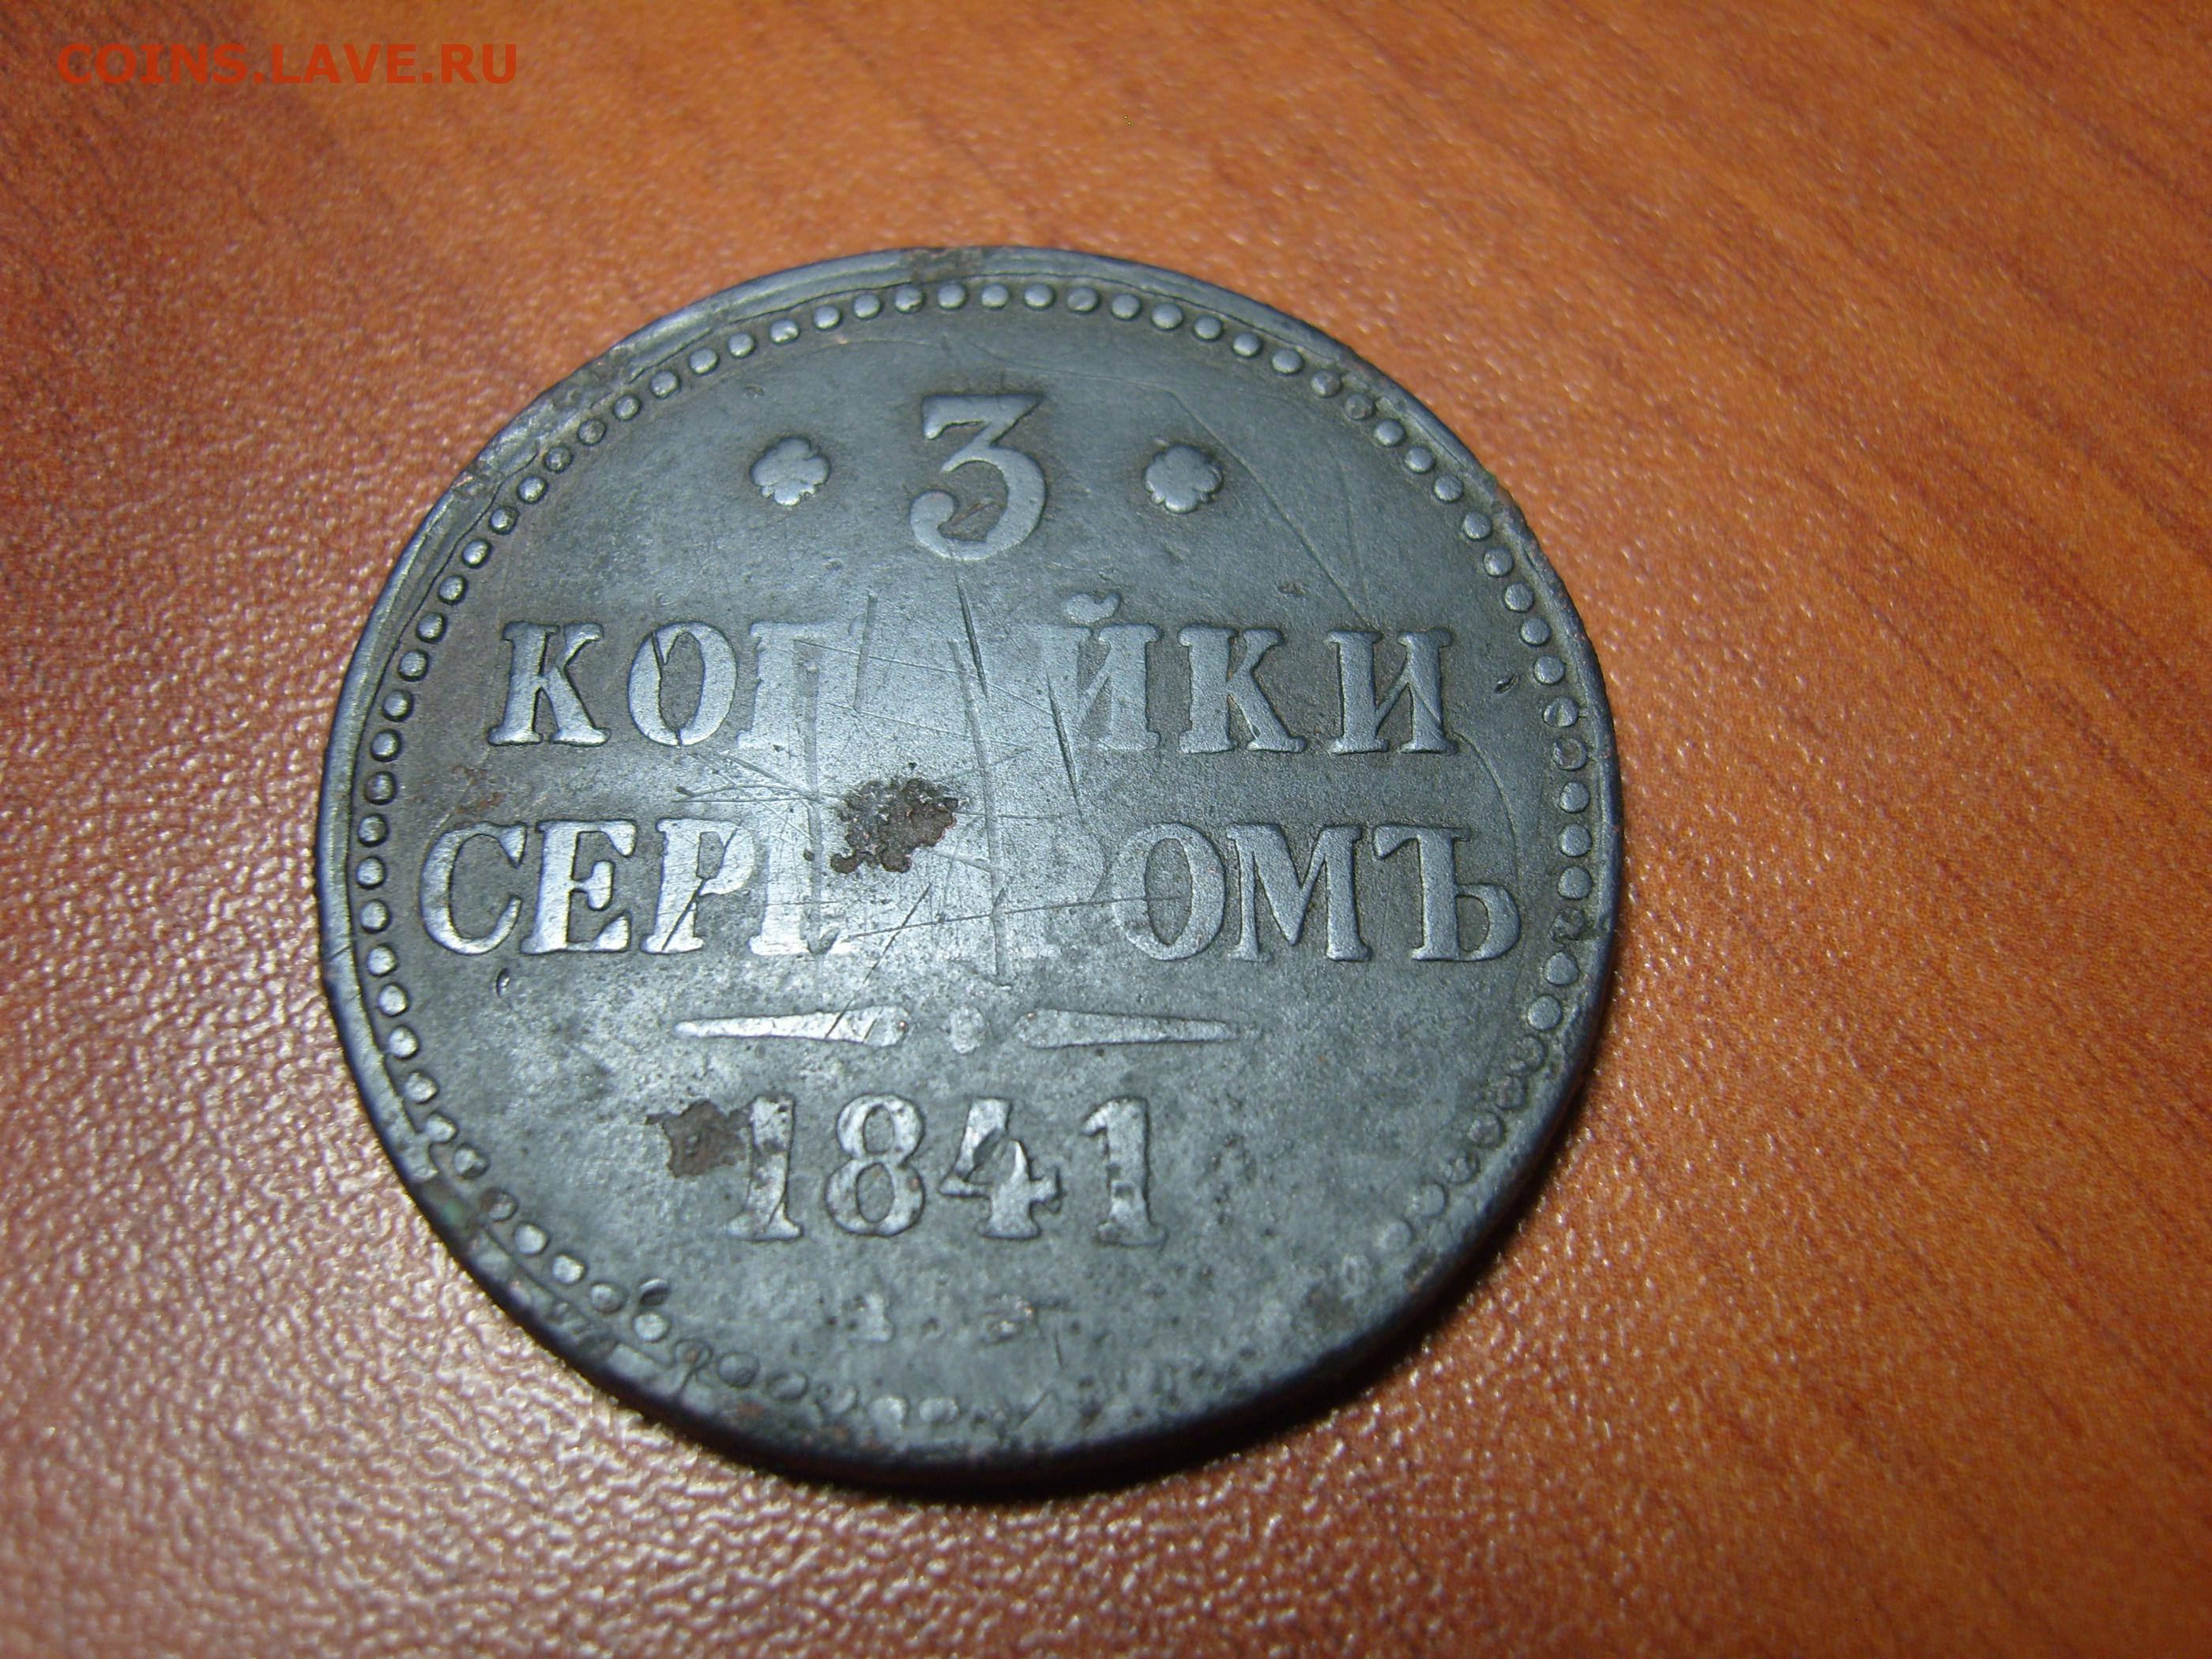 COINS.LAVE.RU
3
КОПѢЙКИ
СЕРЕБРОМЪ
1841